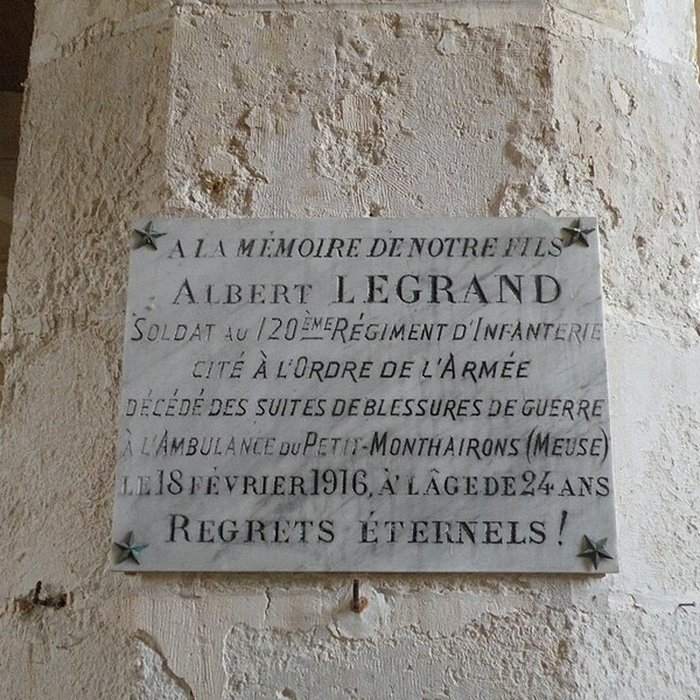 A LA MÉMOIRE DE NOTRE FILS
ALBERT LEGRAND
SOLDAT AU 120ÈME RÉGIMENT D'INFANTERIE
CITÉ À L'ORDRE DE L'ARMÉE
DÉCÉDÉ DES SUITES DE BLESSURES DE GUERRE
À L'AMBULANCE DU PETIT-MONTHAIRONS (MEUSE)
LE 18 FÉVRIER 1916, À L'ÂGE DE 24 ANS
REGRETS ÉTERNELS !